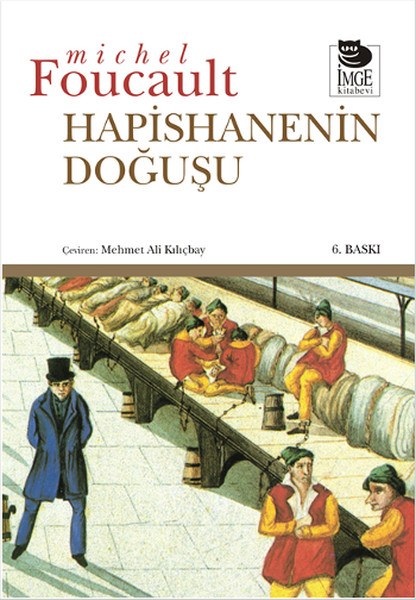 michel
Foucault
HAPİSHANENİN
DOĞUŞU
İMGE
kitabevi
Çeviren: Mehmet Ali Kılıçbay
6. BASKI